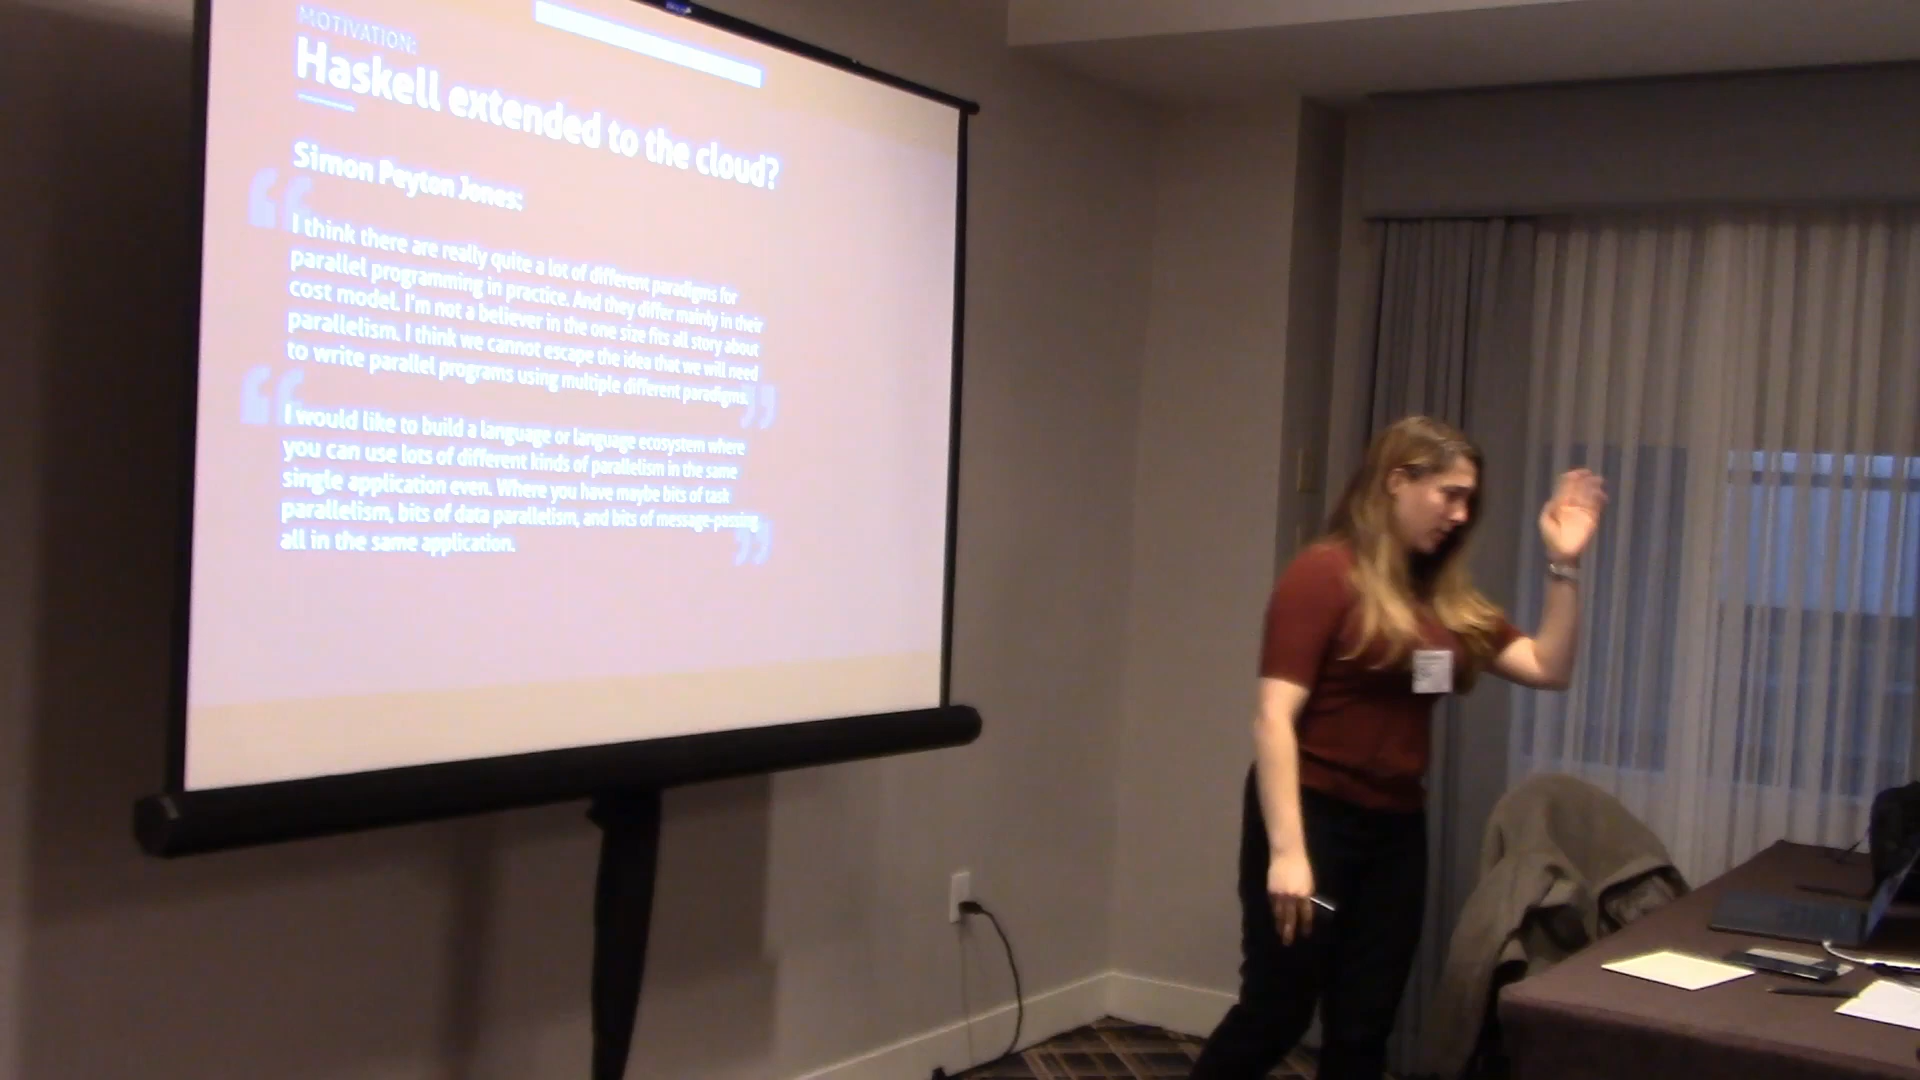 MOTIVATION:
Haskell extended to the cloud?
Simon Peyton Jones:
“
I think there are really quite a lot of different paradigms for
parallel programming in practice. And they differ mainly in their
cost model. I'm not a believer in the one size fits all story about
parallelism. I think we cannot escape the idea that we will need
to write parallel programs using multiple different paradigms.
”
“
I would like to build a language or language ecosystem where
you can use lots of different kinds of parallelism in the same
single application even. Where you have maybe bits of task
parallelism, bits of data parallelism, and bits of message-passing
all in the same application.
”